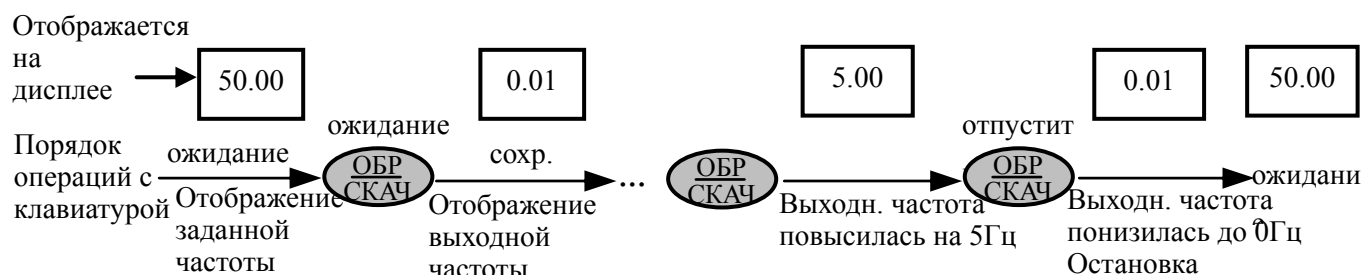 Отображается
на
дисплее
50.00
0.01
5.00
0.01
50.00
Порядок
операций с
клавиатурой
ожидание
Отображение
заданной
частоты
ожидание
ОБР
СКАЧ
сохр.
Отображение
выходной
частоты
...
ОБР
СКАЧ
Выходн. частота
повысилась на 5Гц
отпустит
ОБР
СКАЧ
Выходн. частота
понизилась до 0Гц
Остановка
ожидани